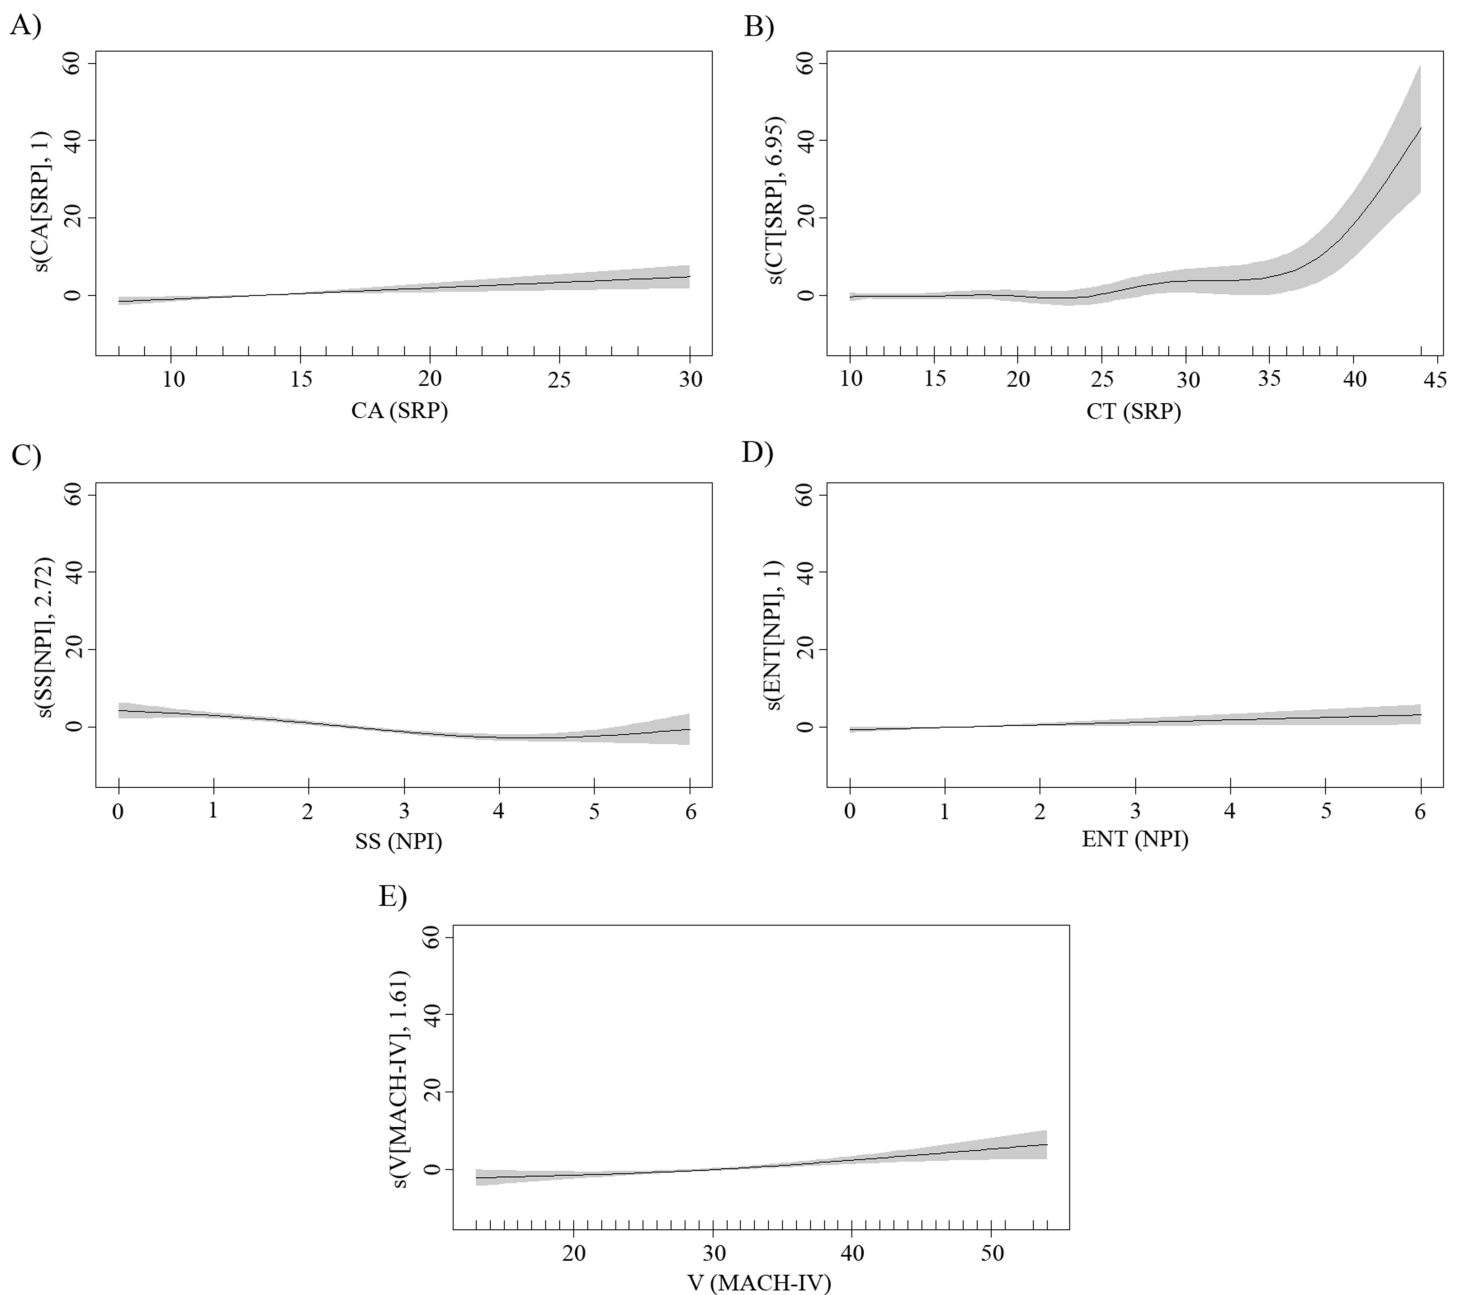 A)
s(CA[SRP], 1)
0 20 40 60
10 15 20 25 30
CA (SRP)
B)
s(CT[SRP], 6.95)
0 20 40 60
10 15 20 25 30 35 40 45
CT (SRP)
C)
s(SS[NPI], 2.72)
0 20 40 60
0 1 2 3 4 5 6
SS (NPI)
D)
s(ENT[NPI], 1)
0 20 40 60
0 1 2 3 4 5 6
ENT (NPI)
E)
s(V[MACH-IV], 1.61)
0 20 40 60
20 30 40 50
V (MACH-IV)